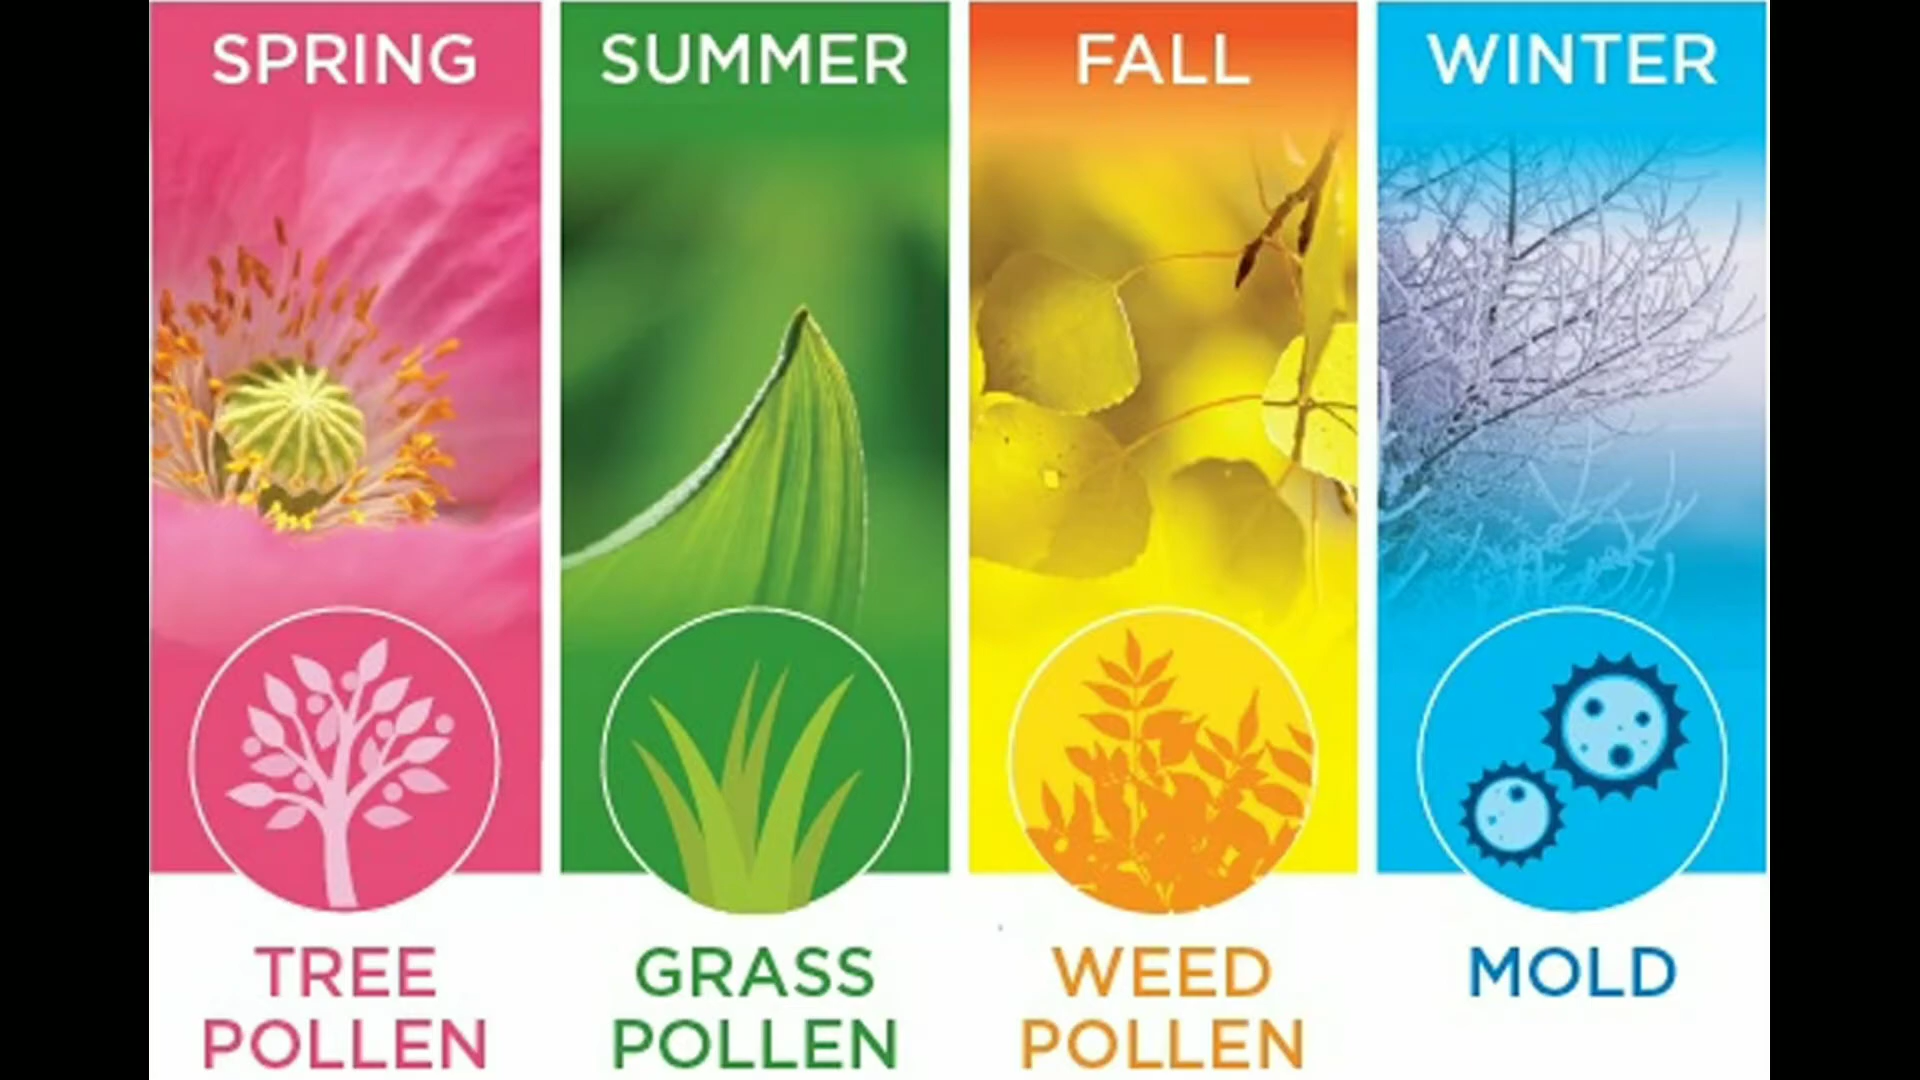 SPRING
TREE
POLLEN
SUMMER
GRASS
POLLEN
FALL
WEED
POLLEN
WINTER
MOLD